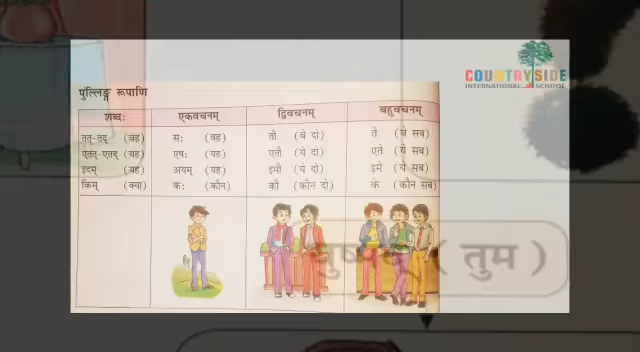 COUNTRYSIDE
INTERNATIONAL SCHOOL
पुंल्लिङ्ग रूपाणि
शब्द: एकवचनम् द्विवचनम् बहुवचनम्
तत्-तद् (वह) स: (वह) तौ (वे दो) ते (वे सब)
एतत्-एतद् (यह) एष: (यह) एतौ (ये दो) एते (ये सब)
इदम् (यह) अयम् (यह) इमौ (ये दो) इमे (ये सब)
किम् (क्या) क: (कौन) कौ (कौन दो) के (कौन सब)
( तुम )